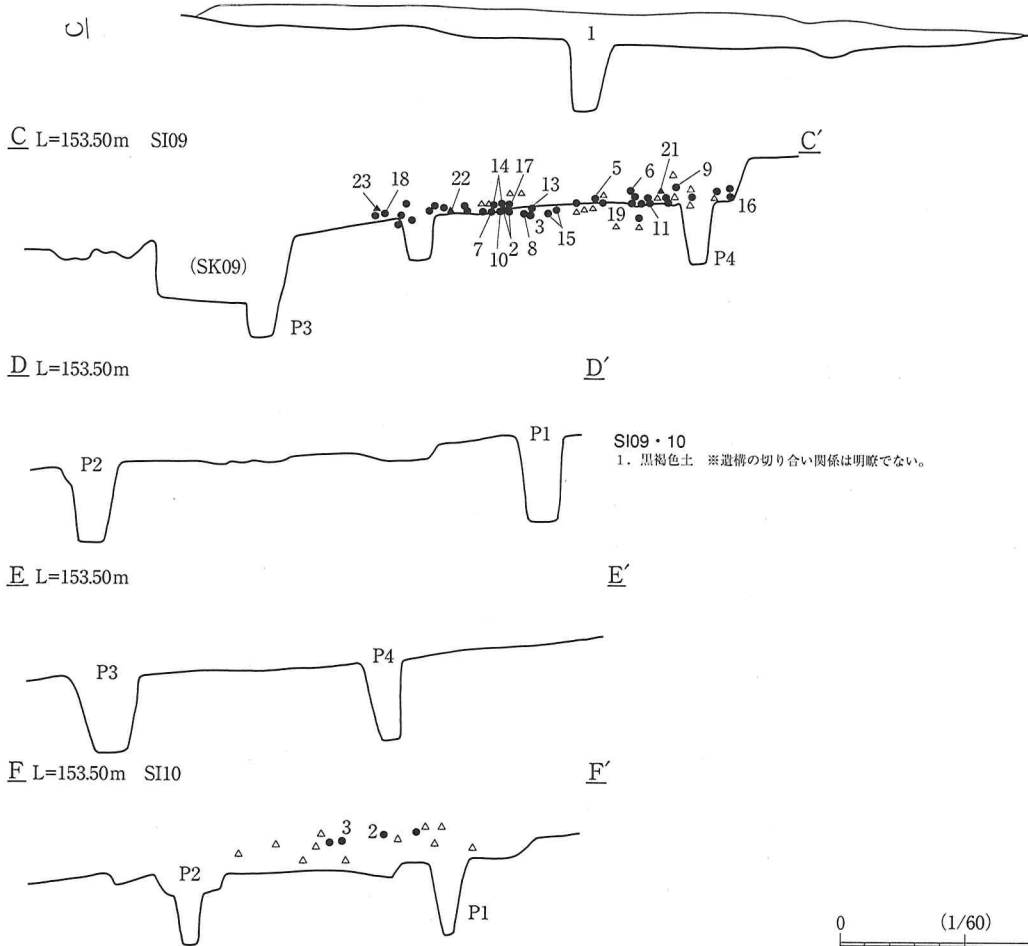 C
1
C L=153.50m SI09 C′
23 18 22 14 17 13 5 6 21 9
7 10 2 8 3 15 19 11 16
(SK09) P3 P4
D L=153.50m D′
P2 P1
SI09・10
1. 黒褐色土 ※遺構の切り合い関係は明瞭でない。
E L=153.50m E′
P3 P4
F L=153.50m SI10 F′
3 2
P2 P1
0 (1/60)